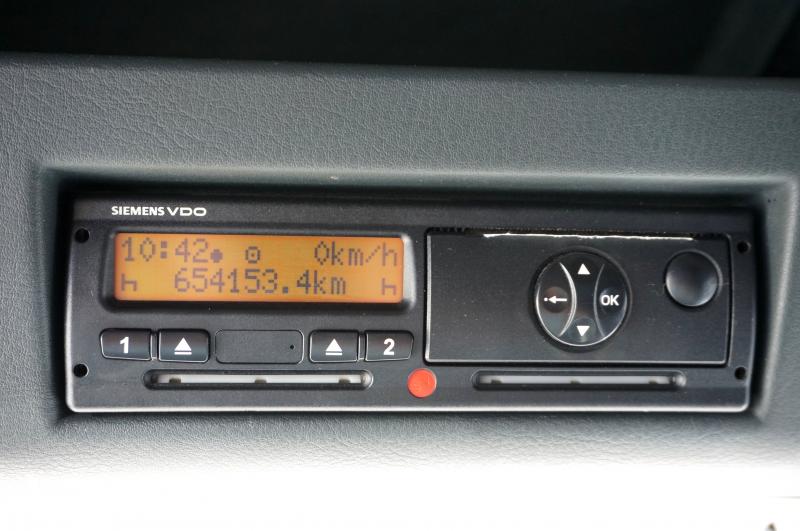 SIEMENS VDO
10:42 0km/h
654153.4km
1 2
OK